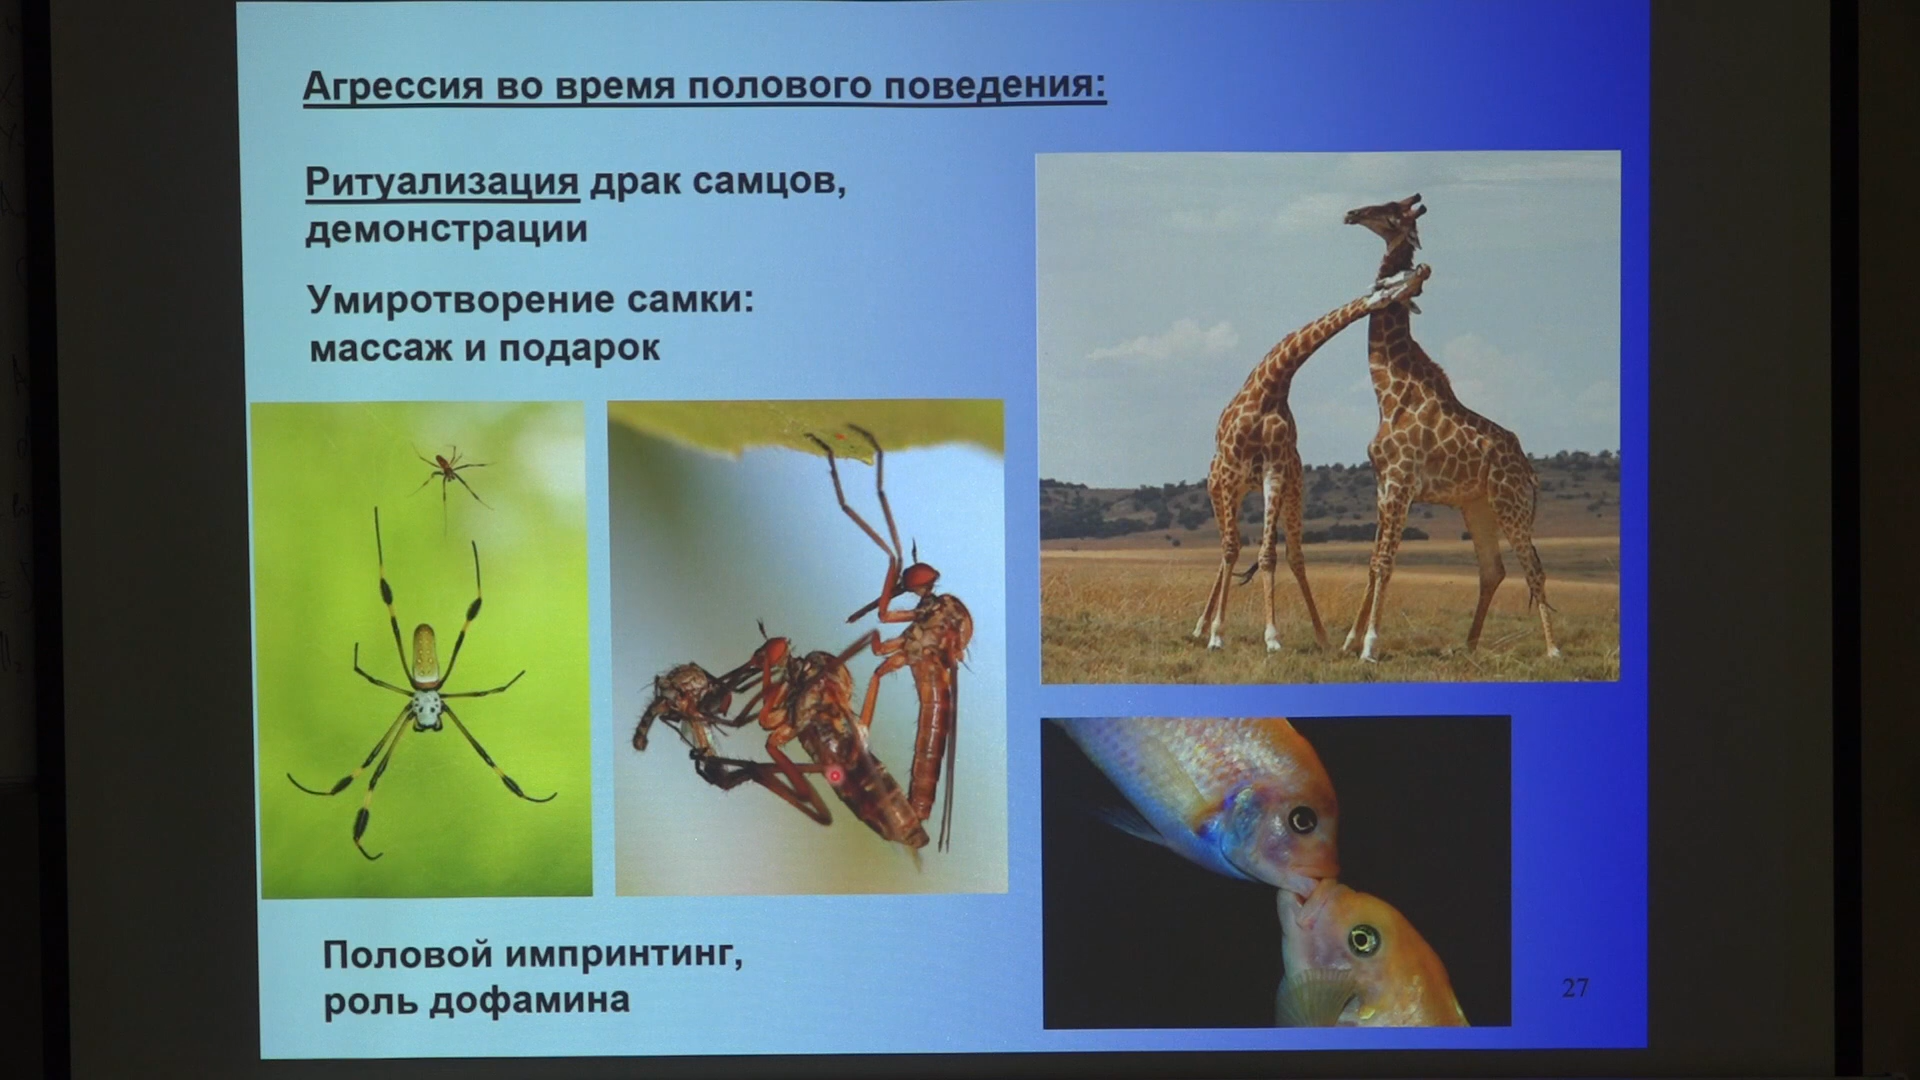 Агрессия во время полового поведения:
Ритуализация драк самцов,
демонстрации
Умиротворение самки:
массаж и подарок
Половой импринтинг,
роль дофамина
27